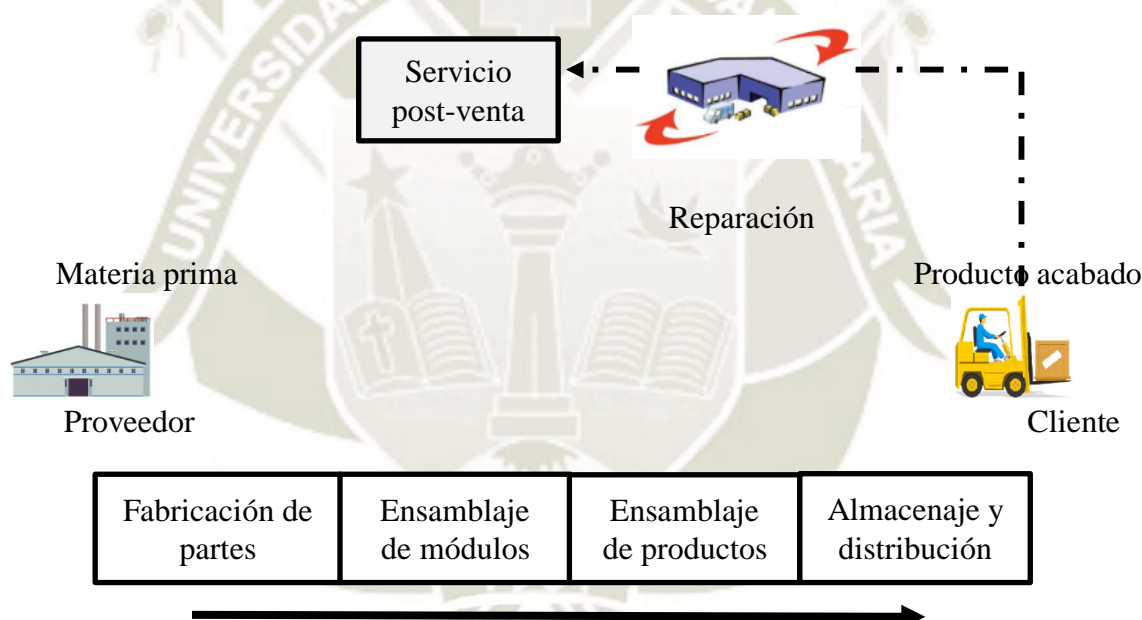 Servicio
post-venta
Reparación
Materia prima
Producto acabado
Proveedor
Cliente
Fabricación de
partes
Ensamblaje
de módulos
Ensamblaje
de productos
Almacenaje y
distribución